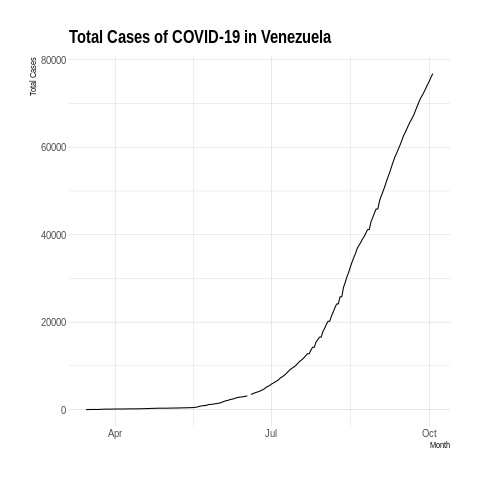 Total Cases of COVID-19 in Venezuela
Total Cases
80000
60000
40000
20000
0
Apr
Jul
Oct
Month